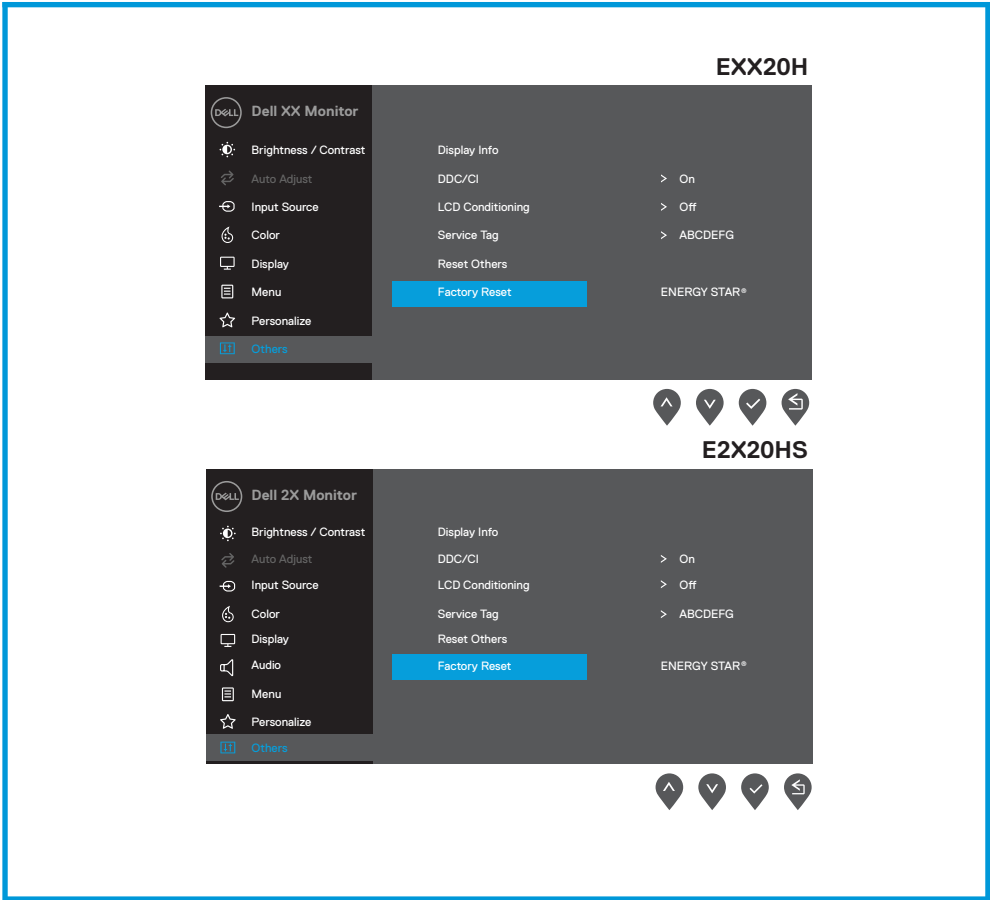 EXX20H
DELL Dell XX Monitor
Brightness / Contrast Display Info
Auto Adjust DDC/CI > On
Input Source LCD Conditioning > Off
Color Service Tag > ABCDEFG
Display Reset Others
Menu Factory Reset ENERGY STAR®
Personalize
Others
E2X20HS
DELL Dell 2X Monitor
Brightness / Contrast Display Info
Auto Adjust DDC/CI > On
Input Source LCD Conditioning > Off
Color Service Tag > ABCDEFG
Display Reset Others
Audio Factory Reset ENERGY STAR®
Menu
Personalize
Others